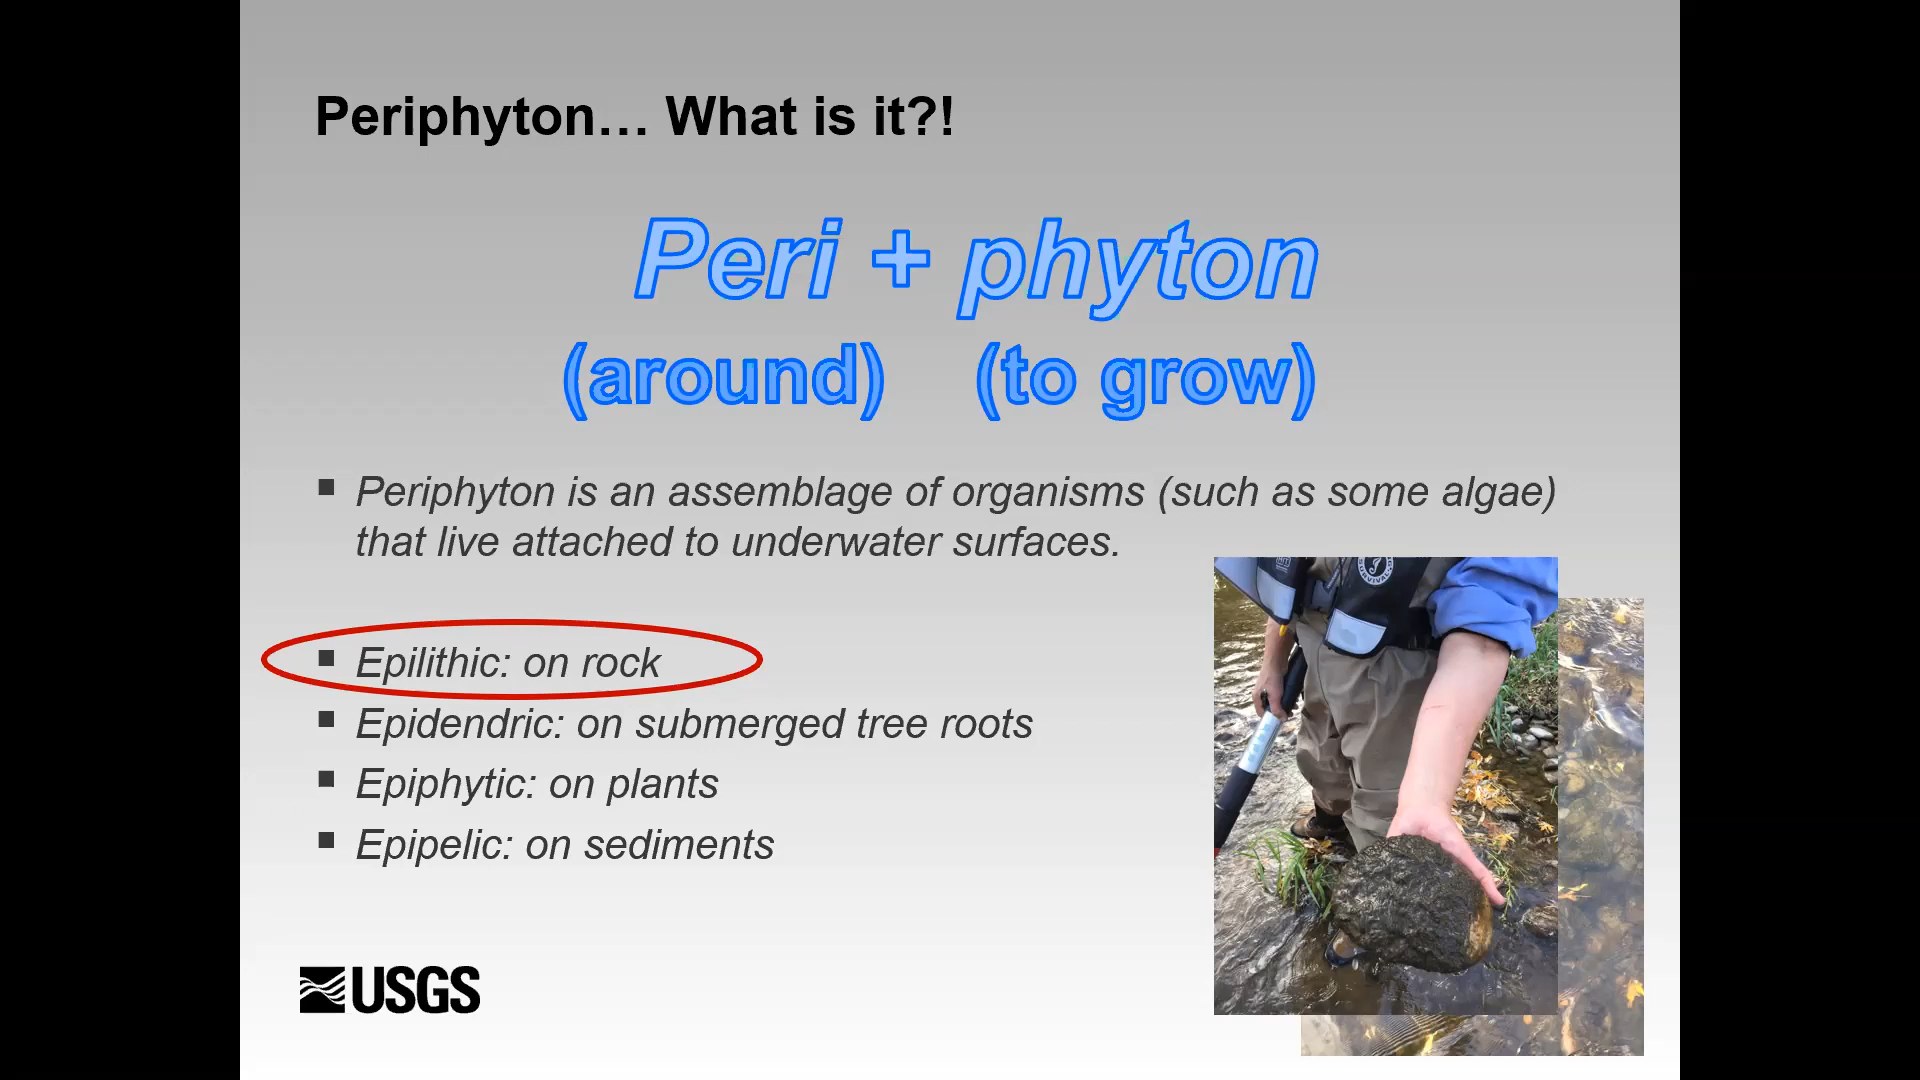 Periphyton… What is it?!
Peri + phyton
(around) (to grow)
▪ Periphyton is an assemblage of organisms (such as some algae)
that live attached to underwater surfaces.
▪ Epilithic: on rock
▪ Epidendric: on submerged tree roots
▪ Epiphytic: on plants
▪ Epipelic: on sediments
USGS